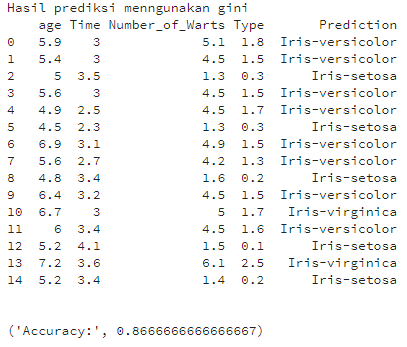 Hasil prediksi menngunakan gini
age Time Number_of_Warts Type Prediction
0 5.9 3 5.1 1.8 Iris-versicolor
1 5.4 3 4.5 1.5 Iris-versicolor
2 5 3.5 1.3 0.3 Iris-setosa
3 5.6 3 4.5 1.5 Iris-versicolor
4 4.9 2.5 4.5 1.7 Iris-versicolor
5 4.5 2.3 1.3 0.3 Iris-setosa
6 6.9 3.1 4.9 1.5 Iris-versicolor
7 5.6 2.7 4.2 1.3 Iris-versicolor
8 4.8 3.4 1.6 0.2 Iris-setosa
9 6.4 3.2 4.5 1.5 Iris-versicolor
10 6.7 3 5 1.7 Iris-virginica
11 6 3.4 4.5 1.6 Iris-versicolor
12 5.2 4.1 1.5 0.1 Iris-setosa
13 7.2 3.6 6.1 2.5 Iris-virginica
14 5.2 3.4 1.4 0.2 Iris-setosa
('Accuracy:', 0.8666666666666667)